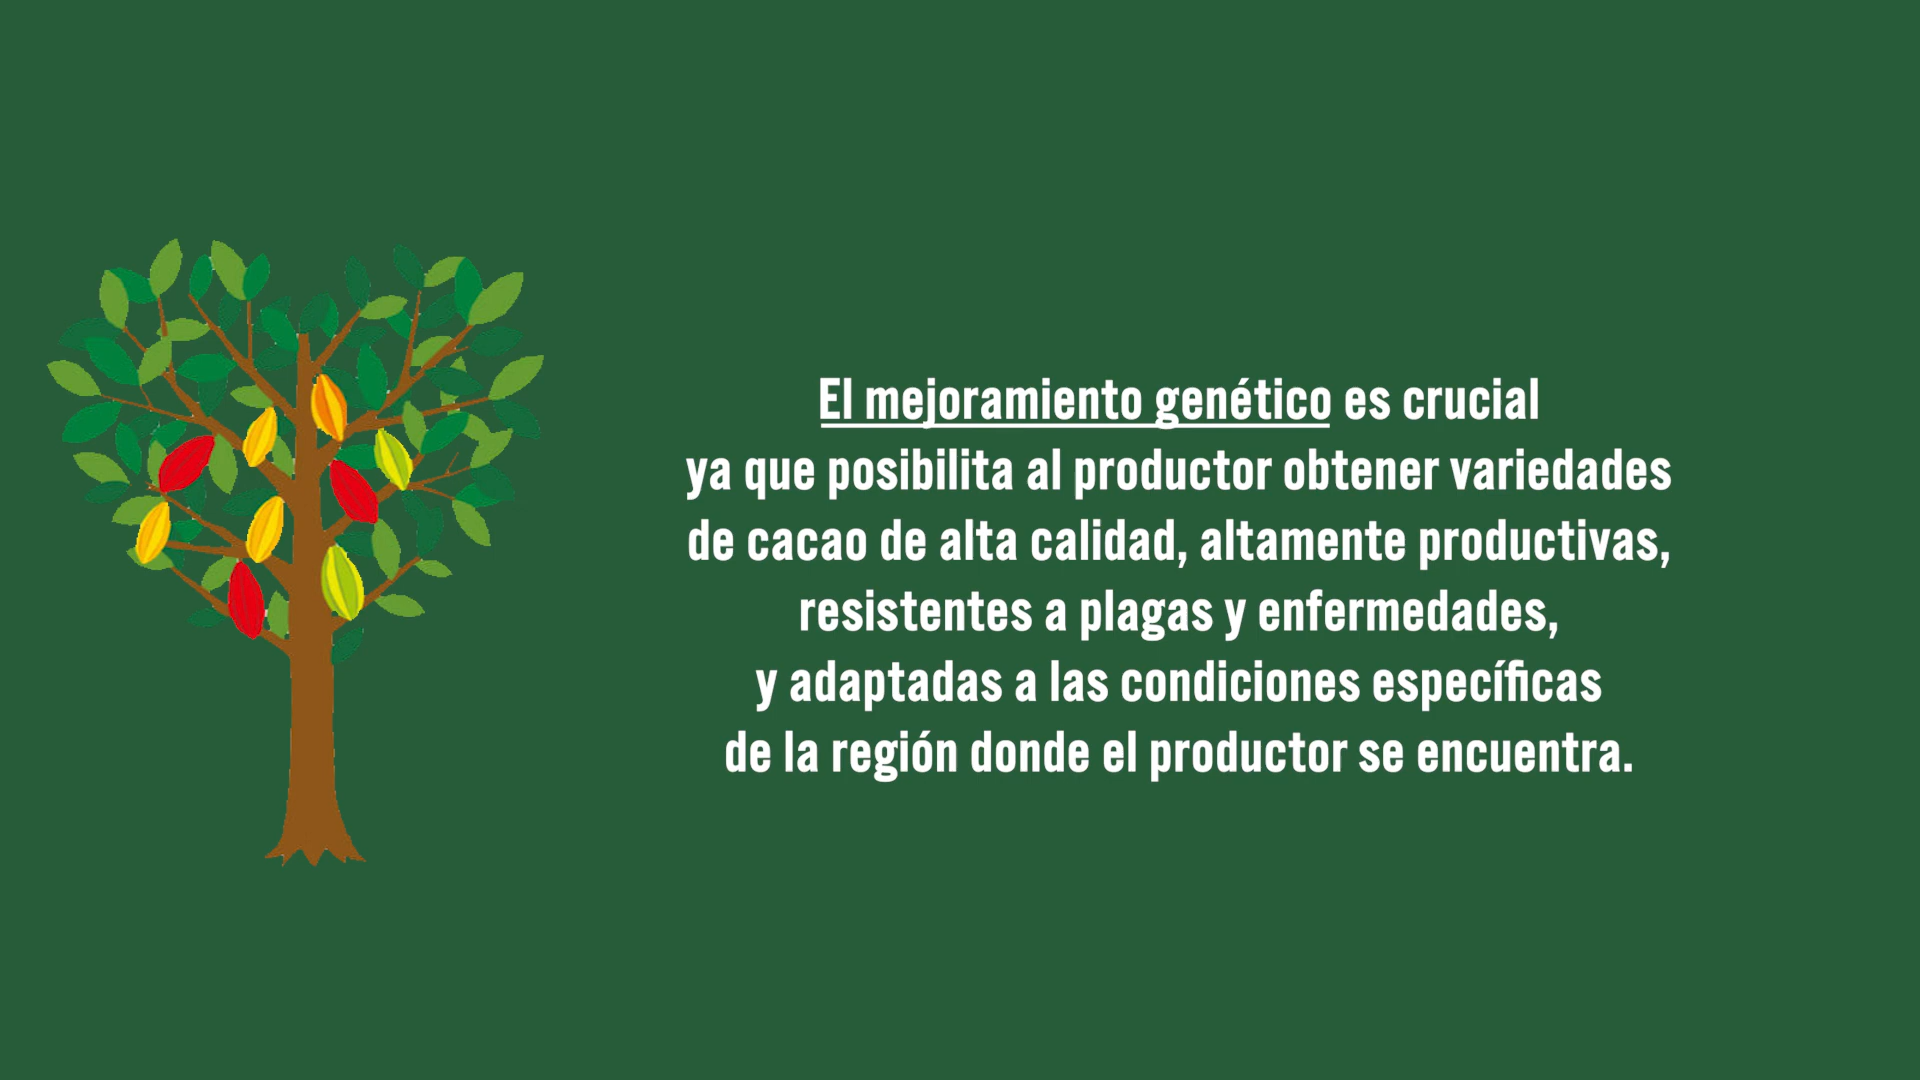 El mejoramiento genético es crucial
ya que posibilita al productor obtener variedades
de cacao de alta calidad, altamente productivas,
resistentes a plagas y enfermedades,
y adaptadas a las condiciones específicas
de la región donde el productor se encuentra.